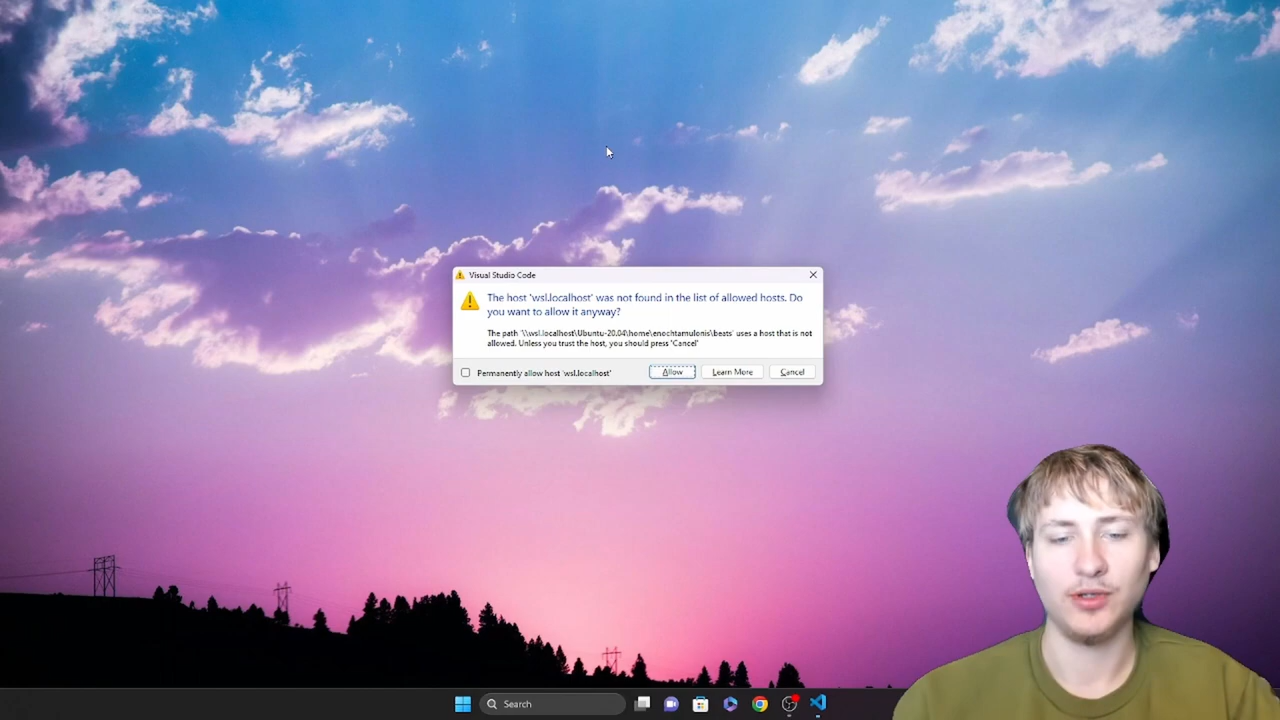 Visual Studio Code
The host 'wsl.localhost' was not found in the list of allowed hosts. Do
you want to allow it anyway?
The path '\\wsl.localhost\Ubuntu-20.04\home\enochtamulonis\beats' uses a host that is not
allowed. Unless you trust the host, you should press 'Cancel'
Permanently allow host 'wsl.localhost'
Allow
Learn More
Cancel
Search